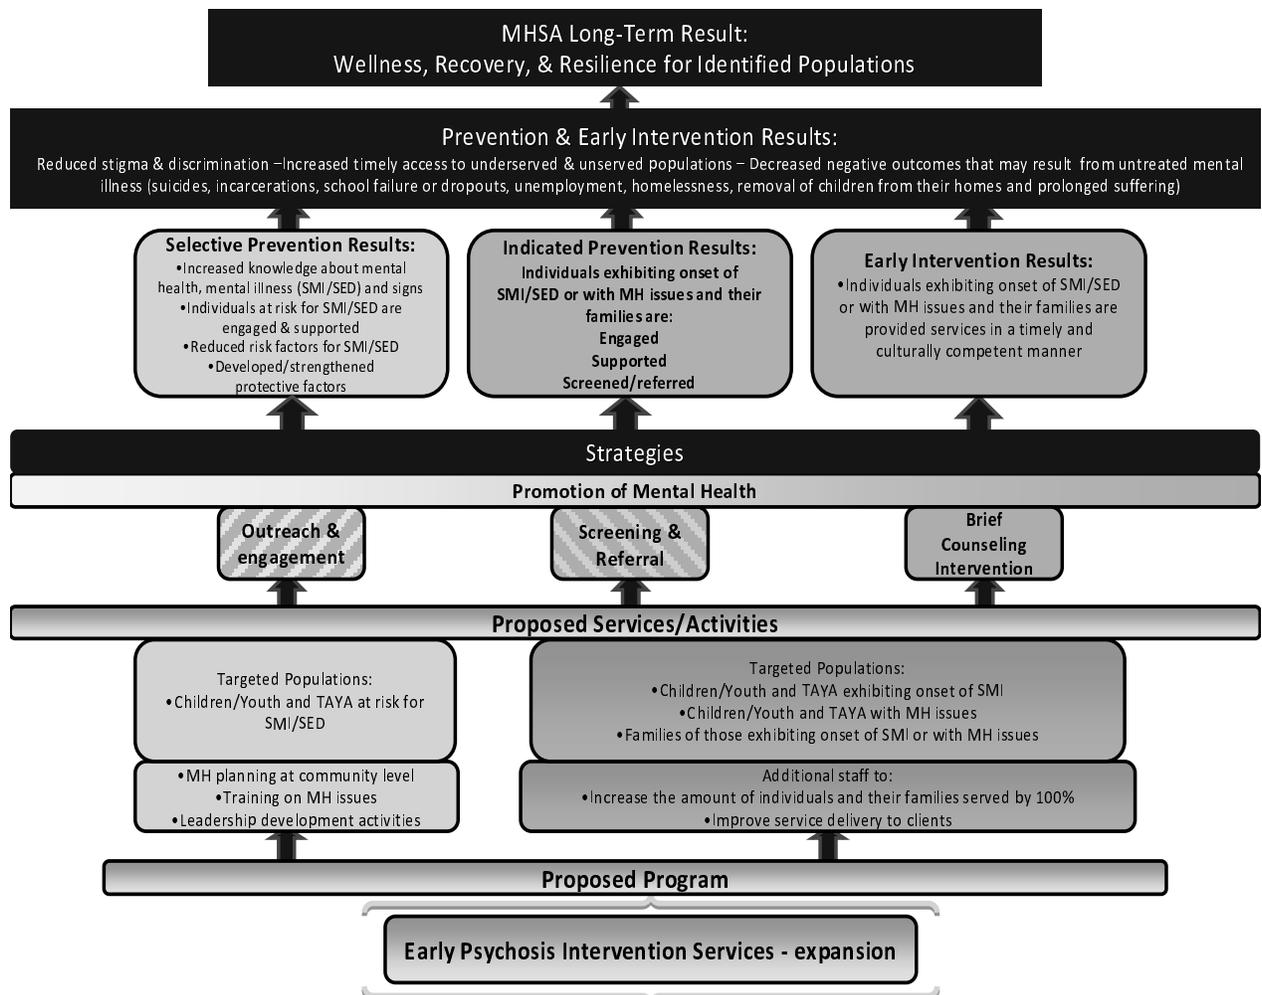 MHSA Long-Term Result:
Wellness, Recovery, & Resilience for Identified Populations
Prevention & Early Intervention Results:
Reduced stigma & discrimination –Increased timely access to underserved & unserved populations – Decreased negative outcomes that may result from untreated mental
illness (suicides, incarcerations, school failure or dropouts, unemployment, homelessness, removal of children from their homes and prolonged suffering)
Selective Prevention Results:
•Increased knowledge about mental
health, mental illness (SMI/SED) and signs
•Individuals at risk for SMI/SED are
engaged & supported
•Reduced risk factors for SMI/SED
•Developed/strengthened
protective factors
Indicated Prevention Results:
Individuals exhibiting onset of
SMI/SED or with MH issues and their
families are:
Engaged
Supported
Screened/referred
Early Intervention Results:
•Individuals exhibiting onset of SMI/SED
or with MH issues and their families are
provided services in a timely and
culturally competent manner
Strategies
Promotion of Mental Health
Outreach &
engagement
Screening &
Referral
Brief
Counseling
Intervention
Proposed Services/Activities
Targeted Populations:
•Children/Youth and TAYA at risk for
SMI/SED
•MH planning at community level
•Training on MH issues
•Leadership development activities
Targeted Populations:
•Children/Youth and TAYA exhibiting onset of SMI
•Children/Youth and TAYA with MH issues
•Families of those exhibiting onset of SMI or with MH issues
Additional staff to:
•Increase the amount of individuals and their families served by 100%
•Improve service delivery to clients
Proposed Program
Early Psychosis Intervention Services - expansion